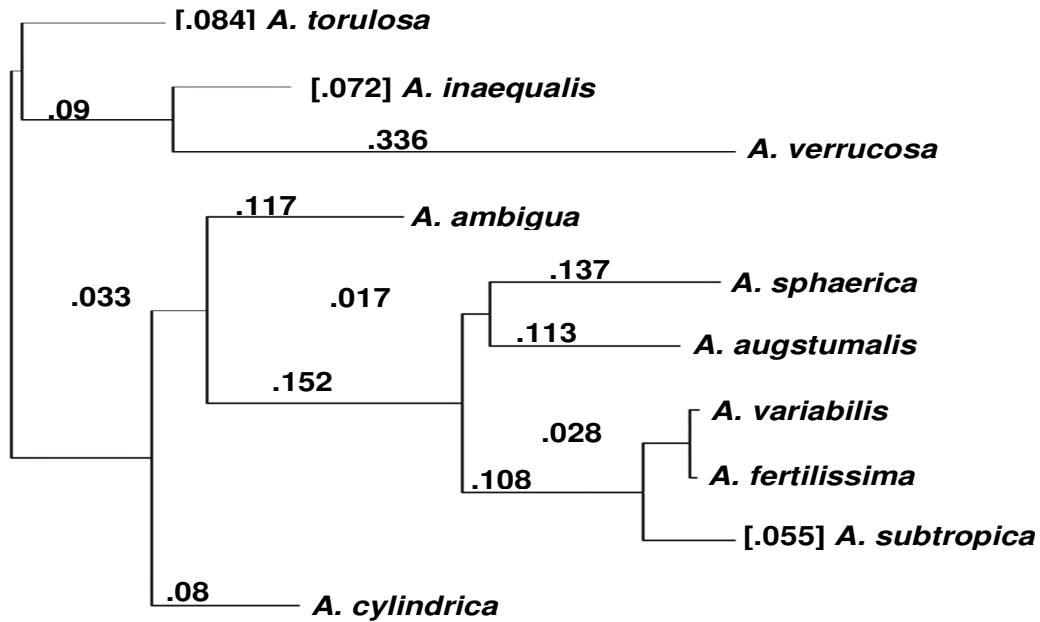 [.084] A. torulosa
[.072] A. inaequalis
.09
.336
A. verrucosa
.117
A. ambigua
.137
A. sphaerica
.033
.017
.113
A. augstumalis
.152
A. variabilis
.028
.108
A. fertilissima
[.055] A. subtropica
.08
A. cylindrica